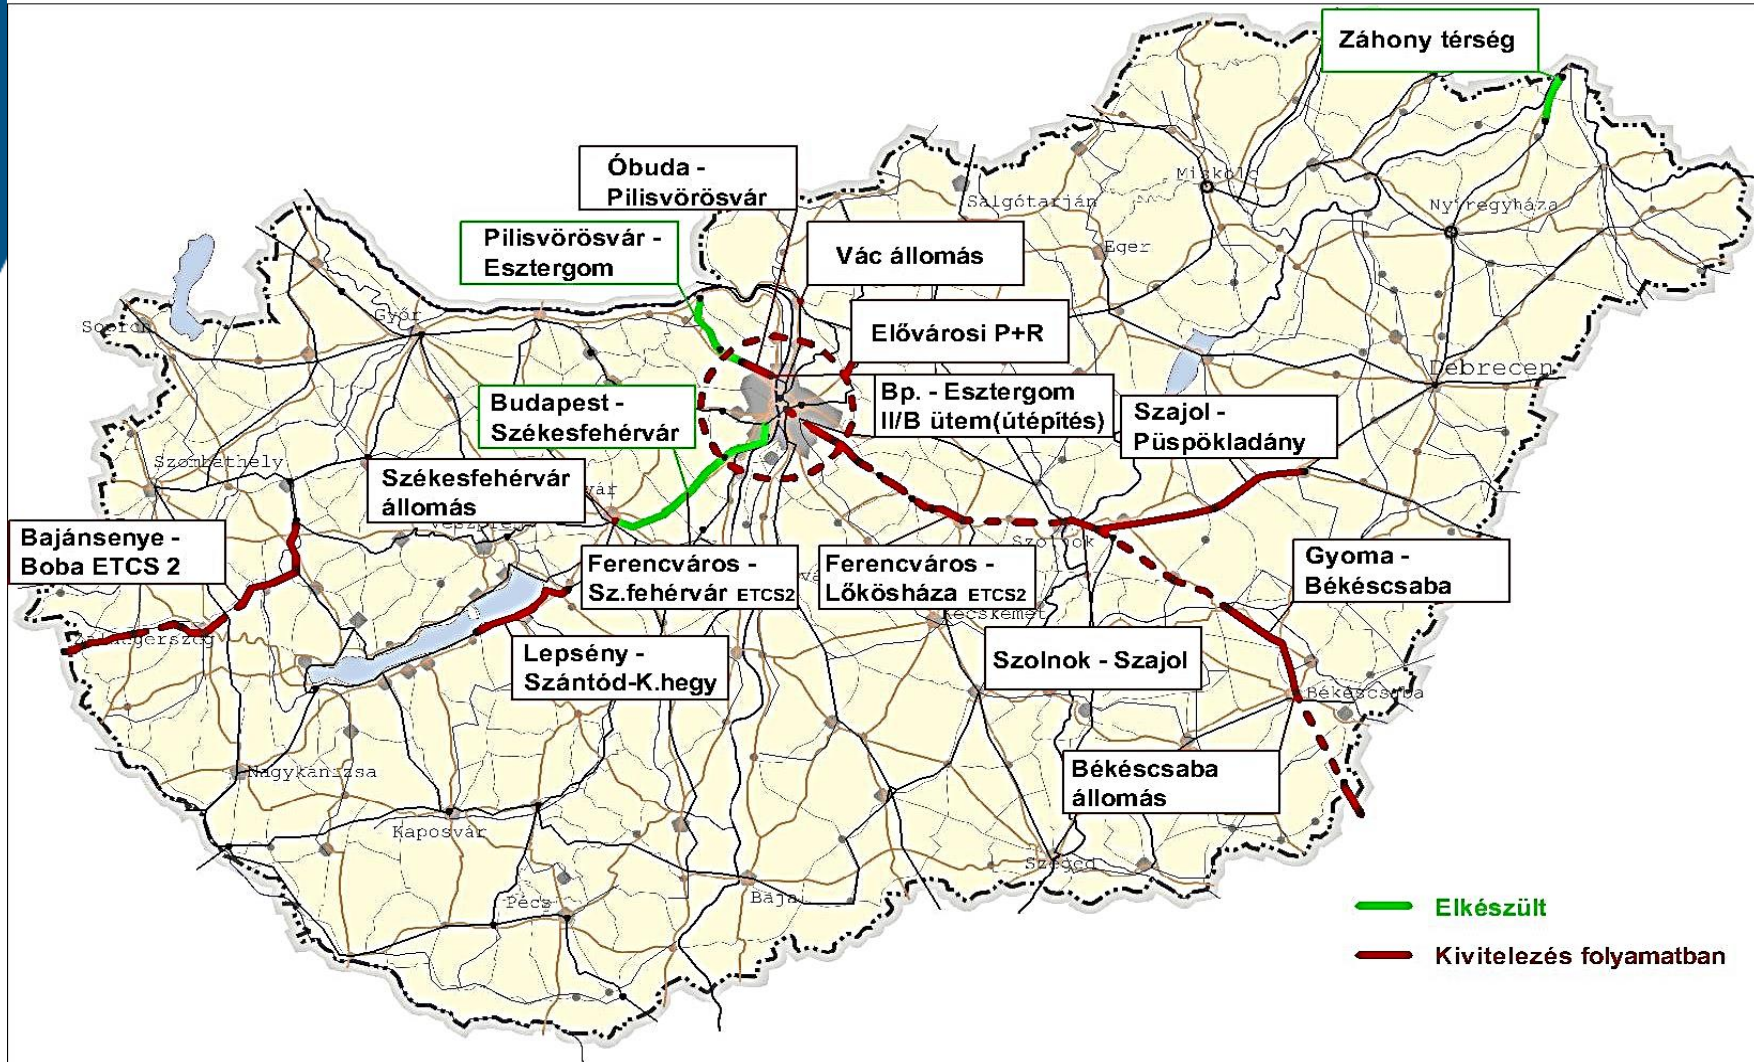 Záhony térség
Óbuda -
Pilisvörösvár
Miskolc
Salgótarján
Nyíregyháza
Pilisvörösvár -
Esztergom
Vác állomás
Eger
Győr
Sopron
Elővárosi P+R
Debrecen
Budapest -
Székesfehérvár
Bp. - Esztergom
II/B ütem(útépítés)
Szajol -
Püspökladány
Szombathely
Székesfehérvár
állomás
Bajánsenye -
Boba ETCS 2
Szolnok
Ferencváros -
Sz.fehérvár ETCS2
Ferencváros -
Lőkösháza ETCS2
Gyoma -
Békéscsaba
Kecskemét
Zalaegerszeg
Lepsény -
Szántód-K.hegy
Szolnok - Szajol
Békéscsaba
Nagykanizsa
Békéscsaba
állomás
Kaposvár
Szeged
Pécs
Baja
Elkészült
Kivitelezés folyamatban